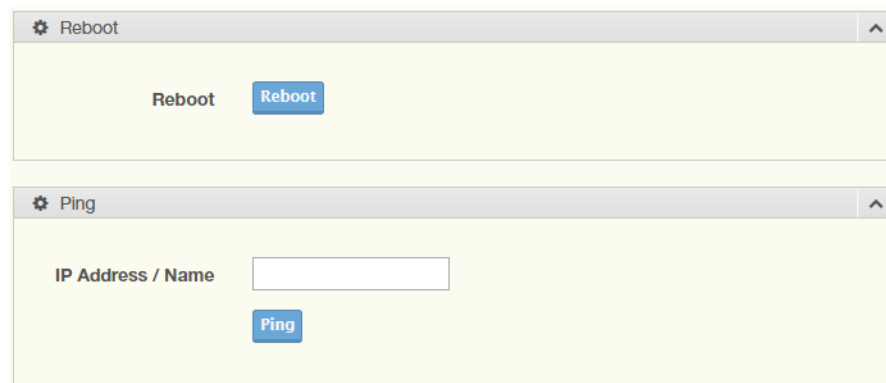 Reboot
Reboot Reboot
Ping
IP Address / Name
Ping